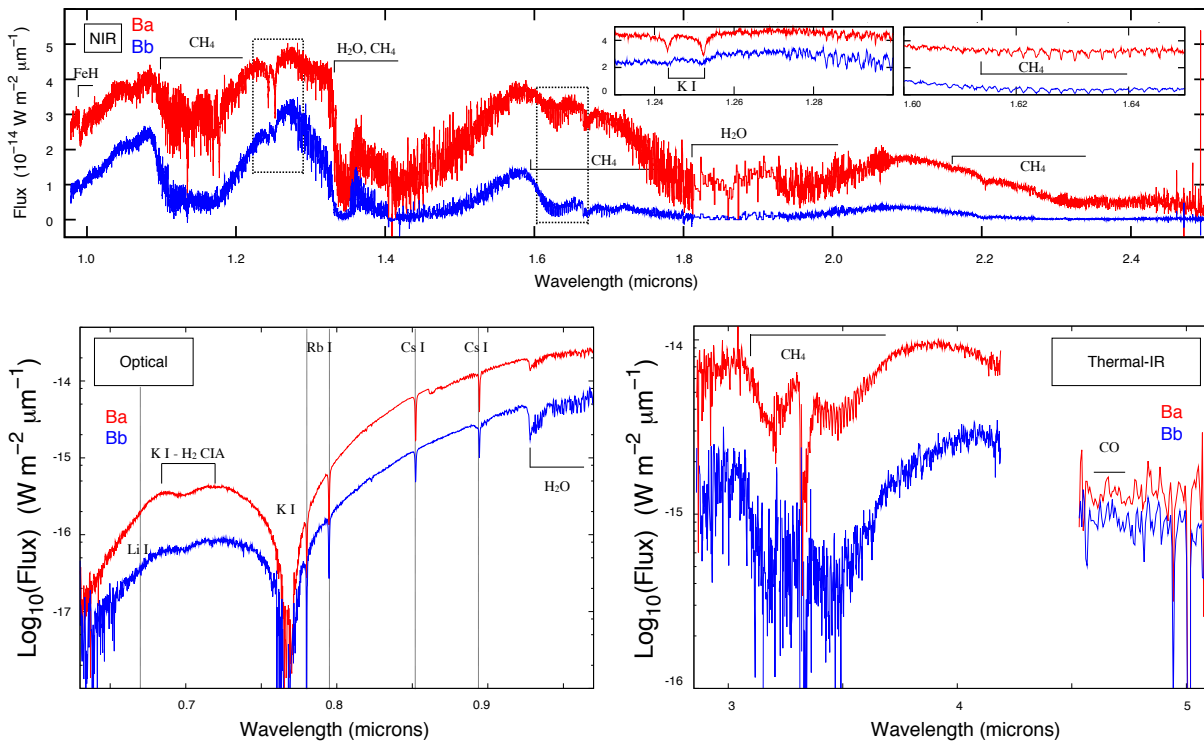 NIR
Ba
Bb
FeH
CH₄
H₂O, CH₄
CH₄
H₂O
CH₄
5
4
3
2
1
0
Flux (10⁻¹⁴ W m⁻² μm⁻¹)
1.0 1.2 1.4 1.6 1.8 2.0 2.2 2.4
Wavelength (microns)
4
2
0
K I
1.24 1.26 1.28
CH₄
1.60 1.62 1.64
Optical
Ba
Bb
Rb I
Cs I
Cs I
K I - H₂ CIA
Li I
K I
H₂O
-14
-15
-16
-17
Log₁₀(Flux) (W m⁻² μm⁻¹)
0.7 0.8 0.9
Wavelength (microns)
Thermal-IR
Ba
Bb
CH₄
CO
-14
-15
-16
Log₁₀(Flux) (W m⁻² μm⁻¹)
3 4 5
Wavelength (microns)